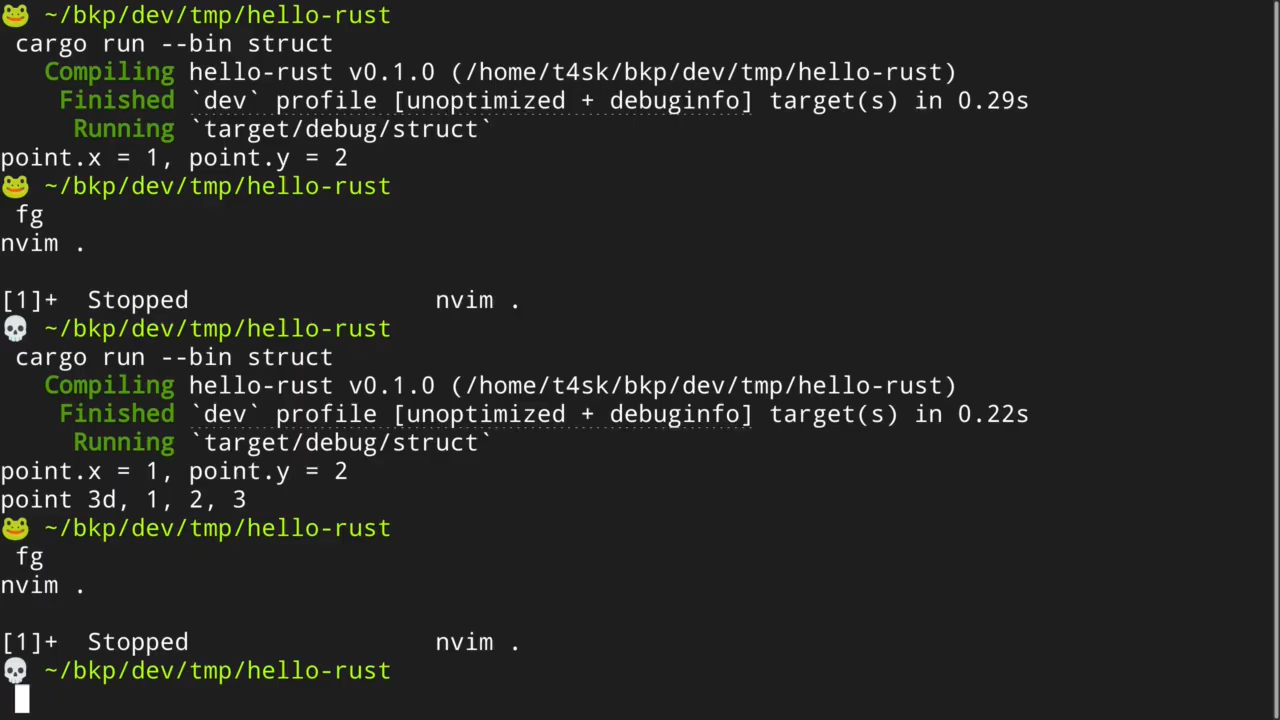 🐸 ~/bkp/dev/tmp/hello-rust
cargo run --bin struct
Compiling hello-rust v0.1.0 (/home/t4sk/bkp/dev/tmp/hello-rust)
Finished `dev` profile [unoptimized + debuginfo] target(s) in 0.29s
Running `target/debug/struct`
point.x = 1, point.y = 2
🐸 ~/bkp/dev/tmp/hello-rust
fg
nvim .
[1]+  Stopped                 nvim .
💀 ~/bkp/dev/tmp/hello-rust
cargo run --bin struct
Compiling hello-rust v0.1.0 (/home/t4sk/bkp/dev/tmp/hello-rust)
Finished `dev` profile [unoptimized + debuginfo] target(s) in 0.22s
Running `target/debug/struct`
point.x = 1, point.y = 2
point 3d, 1, 2, 3
🐸 ~/bkp/dev/tmp/hello-rust
fg
nvim .
[1]+  Stopped                 nvim .
💀 ~/bkp/dev/tmp/hello-rust